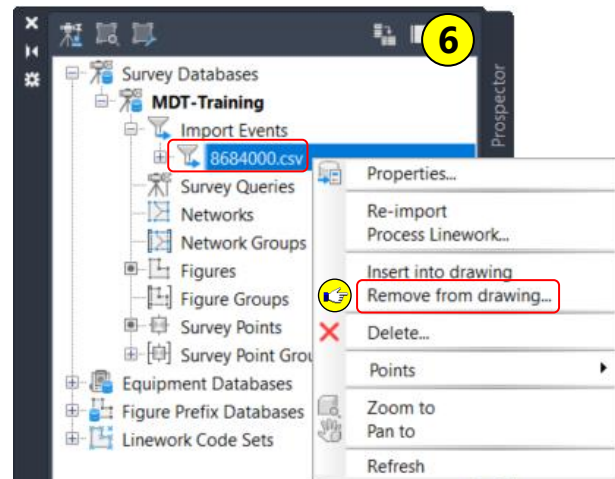 6
Prospector
Survey Databases
MDT-Training
Import Events
8684000.csv
Survey Queries
Networks
Network Groups
Figures
Figure Groups
Survey Points
Survey Point Grou
Equipment Databases
Figure Prefix Databases
Linework Code Sets
Properties...
Re-import
Process Linework...
Insert into drawing
Remove from drawing...
Delete...
Points
Zoom to
Pan to
Refresh